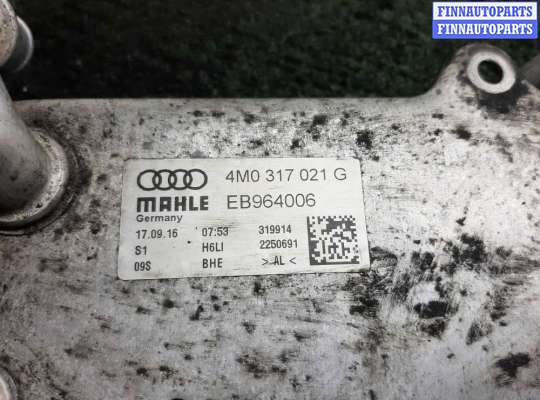 FINNAUTOPARTS
FINNAUTOPARTS
4M0 317 021 G
MAHLE EB964006
Germany
17.09.16 07:53 319914
S1 H6LI 2250691
09S BHE >AL<